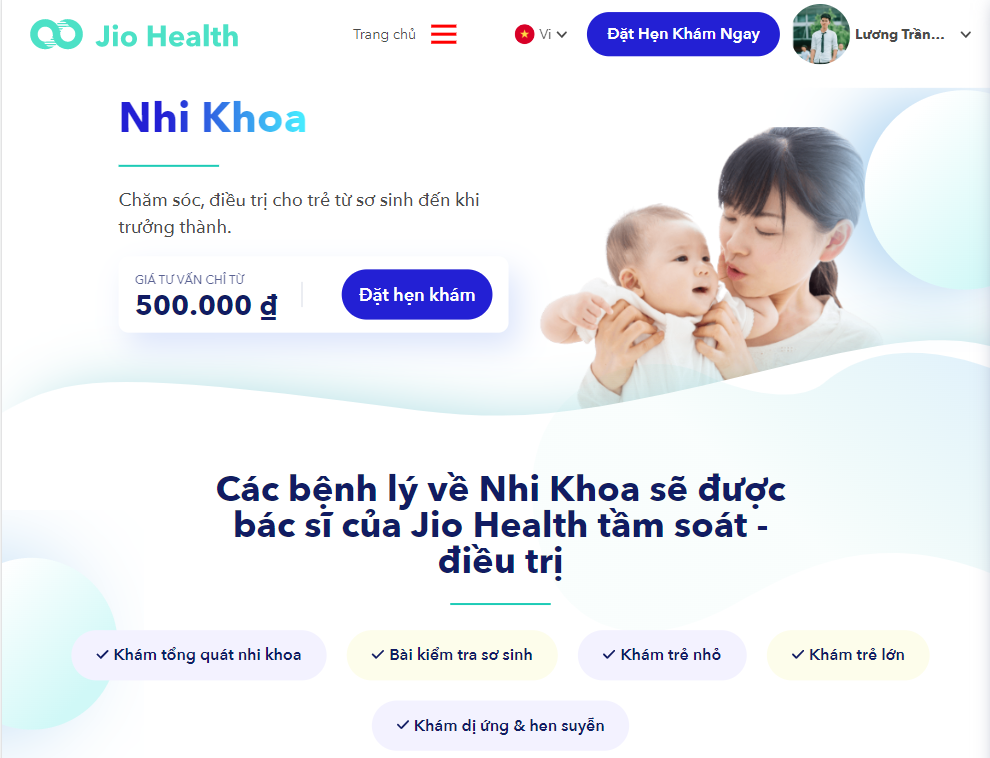 Jio Health
Trang chủ
Vi
Đặt Hẹn Khám Ngay
Lương Trần...
Nhi Khoa
Chăm sóc, điều trị cho trẻ từ sơ sinh đến khi
trưởng thành.
GIÁ TƯ VẤN CHỈ TỪ
500.000 ₫
Đặt hẹn khám
Các bệnh lý về Nhi Khoa sẽ được
bác sĩ của Jio Health tầm soát -
điều trị
Khám tổng quát nhi khoa
Bài kiểm tra sơ sinh
Khám trẻ nhỏ
Khám trẻ lớn
Khám dị ứng & hen suyễn